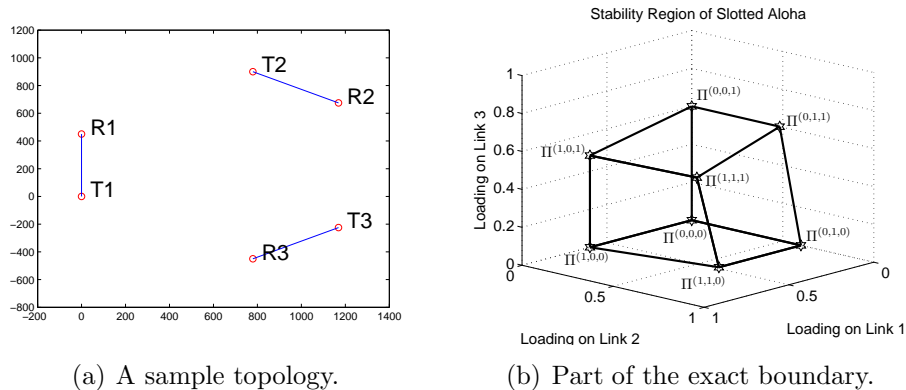 1200
1000
800
600
400
200
0
−200
−400
−600
−800
−200 0 200 400 600 800 1000 1200 1400
T2
R2
R1
T1
T3
R3
(a) A sample topology.
Stability Region of Slotted Aloha
Loading on Link 3
1
0.8
0.6
0.4
0.2
0
0
0.5
1
Loading on Link 2
1
0.5
0
Loading on Link 1
Π(0,0,1)
Π(0,1,1)
Π(1,0,1)
Π(1,1,1)
Π(0,0,0)
Π(0,1,0)
Π(1,0,0)
Π(1,1,0)
(b) Part of the exact boundary.